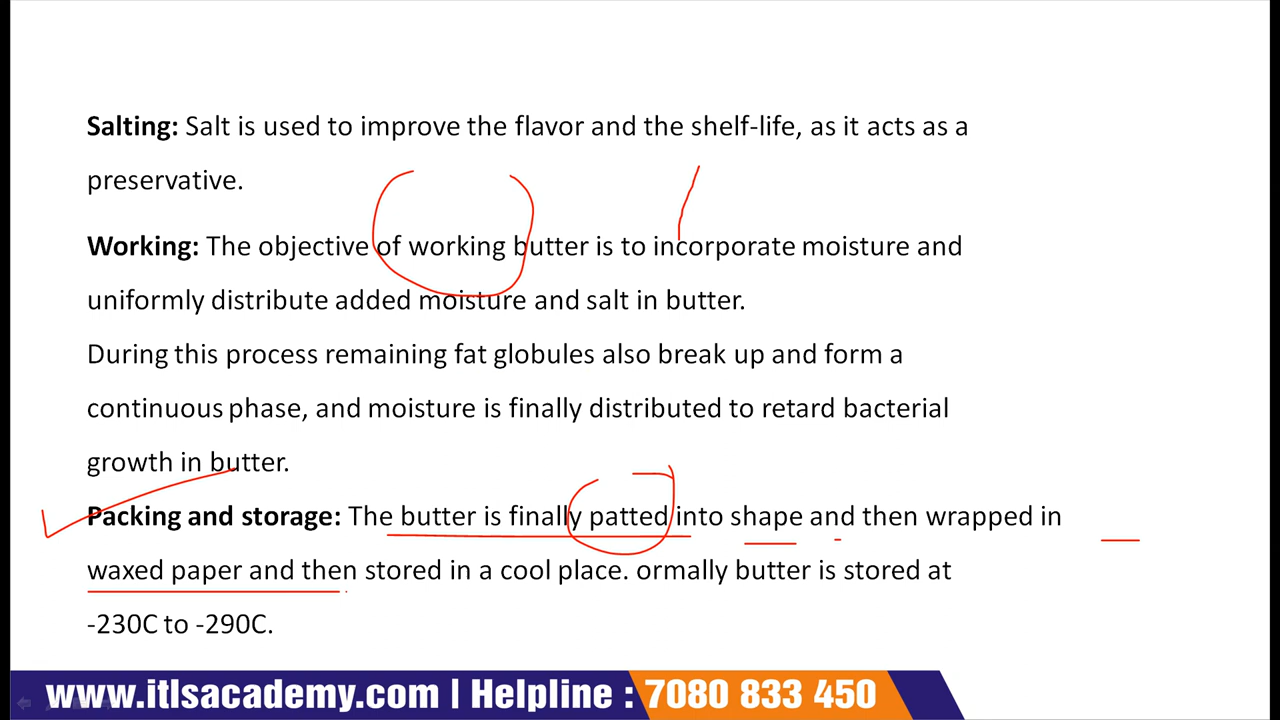 Salting: Salt is used to improve the flavor and the shelf-life, as it acts as a
preservative.
Working: The objective of working butter is to incorporate moisture and
uniformly distribute added moisture and salt in butter.
During this process remaining fat globules also break up and form a
continuous phase, and moisture is finally distributed to retard bacterial
growth in butter.
Packing and storage: The butter is finally patted into shape and then wrapped in
waxed paper and then stored in a cool place. ormally butter is stored at
-230C to -290C.
www.itlsacademy.com | Helpline : 7080 833 450